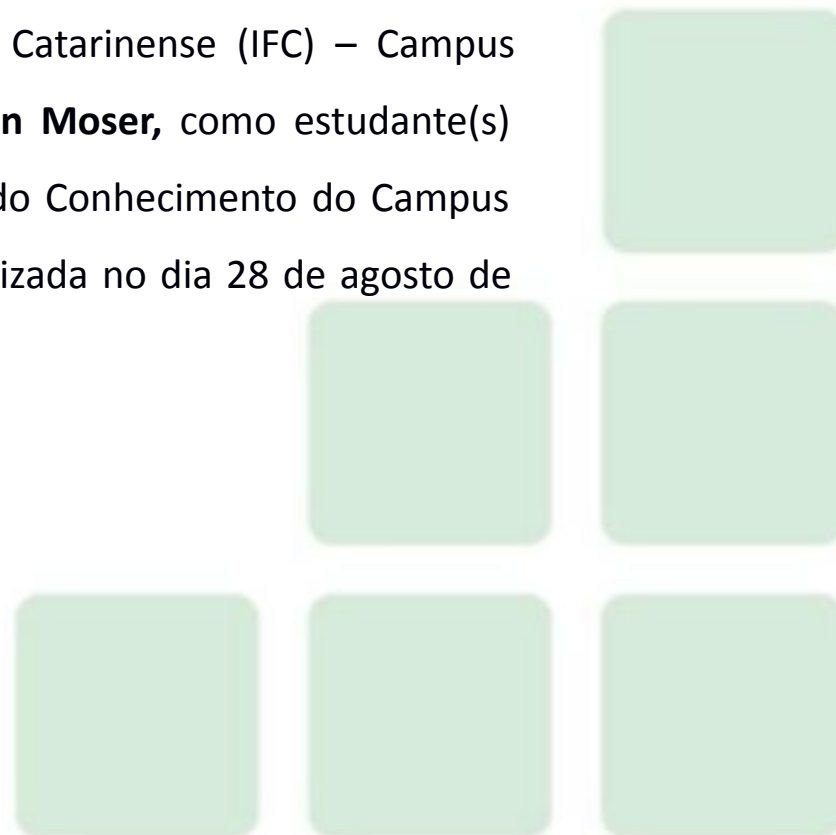 Catarinense (IFC) – Campus
n Moser, como estudante(s)
do Conhecimento do Campus
izada no dia 28 de agosto de